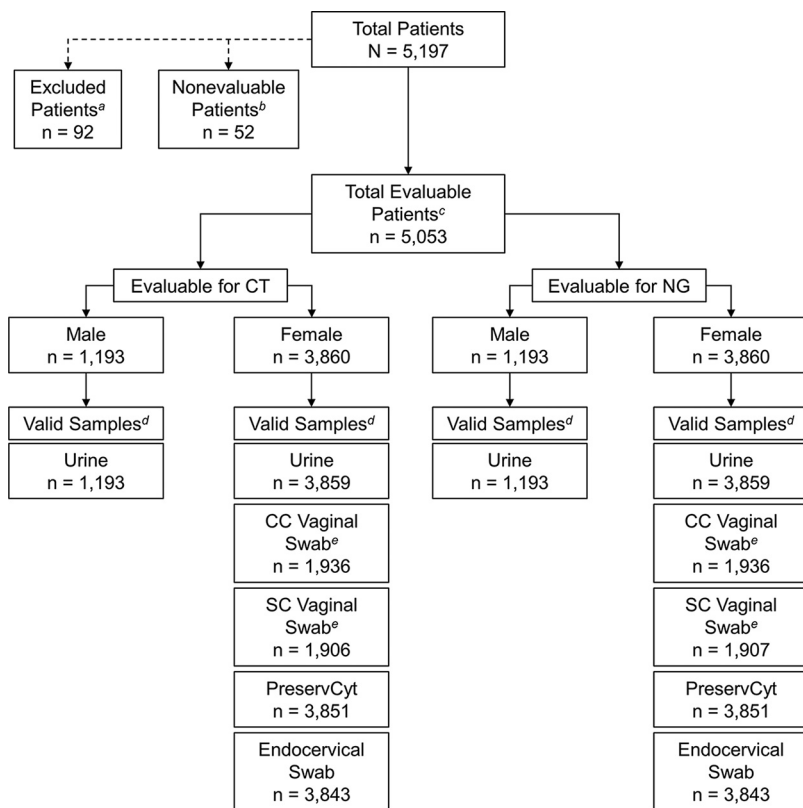 Total Patients
N = 5,197
Excluded
Patientsᵃ
n = 92
Nonevaluable
Patientsᵇ
n = 52
Total Evaluable
Patientsᶜ
n = 5,053
Evaluable for CT
Evaluable for NG
Male
n = 1,193
Female
n = 3,860
Male
n = 1,193
Female
n = 3,860
Valid Samplesᵈ
Valid Samplesᵈ
Valid Samplesᵈ
Valid Samplesᵈ
Urine
n = 1,193
Urine
n = 3,859
Urine
n = 1,193
Urine
n = 3,859
CC Vaginal
Swabᵉ
n = 1,936
CC Vaginal
Swabᵉ
n = 1,936
SC Vaginal
Swabᵉ
n = 1,906
SC Vaginal
Swabᵉ
n = 1,907
PreservCyt
n = 3,851
PreservCyt
n = 3,851
Endocervical
Swab
n = 3,843
Endocervical
Swab
n = 3,843